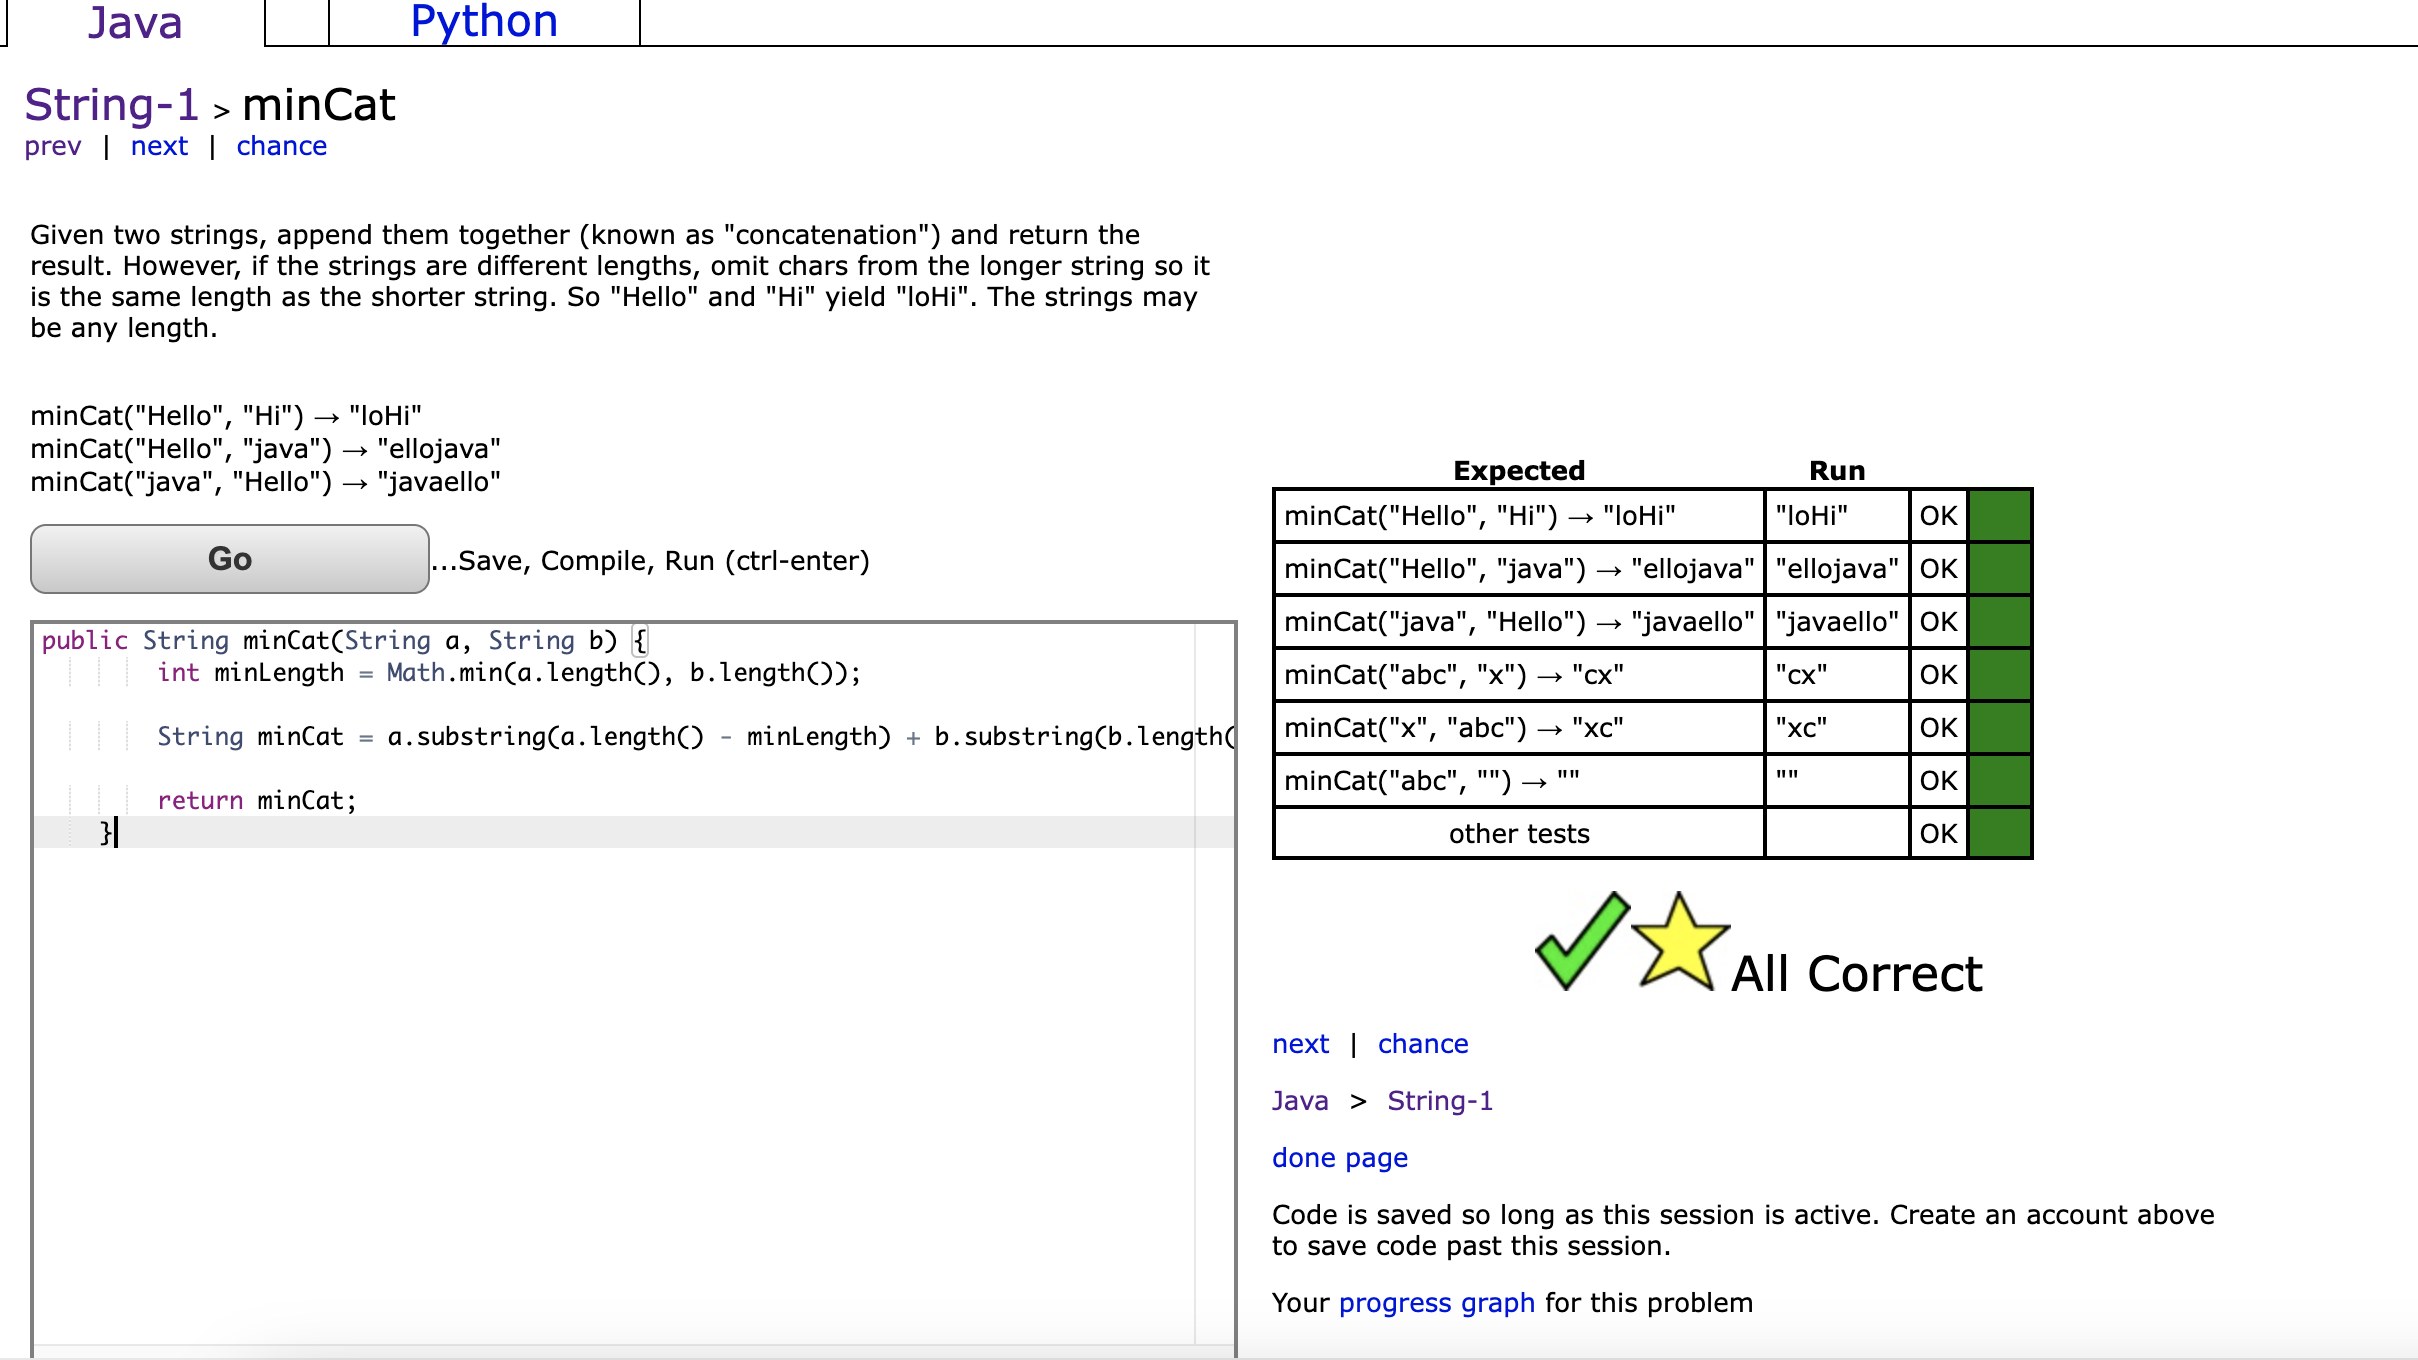 Java
Python
String-1 > minCat
prev | next | chance
Given two strings, append them together (known as "concatenation") and return the
result. However, if the strings are different lengths, omit chars from the longer string so it
is the same length as the shorter string. So "Hello" and "Hi" yield "loHi". The strings may
be any length.
minCat("Hello", "Hi") → "loHi"
minCat("Hello", "java") → "ellojava"
minCat("java", "Hello") → "javaello"
Go
...Save, Compile, Run (ctrl-enter)
public String minCat(String a, String b) {
int minLength = Math.min(a.length(), b.length());
String minCat = a.substring(a.length() - minLength) + b.substring(b.length(
return minCat;
}
Expected Run
minCat("Hello", "Hi") → "loHi" "loHi" OK
minCat("Hello", "java") → "ellojava" "ellojava" OK
minCat("java", "Hello") → "javaello" "javaello" OK
minCat("abc", "x") → "cx" "cx" OK
minCat("x", "abc") → "xc" "xc" OK
minCat("abc", "") → "" "" OK
other tests OK
All Correct
next | chance
Java > String-1
done page
Code is saved so long as this session is active. Create an account above
to save code past this session.
Your progress graph for this problem